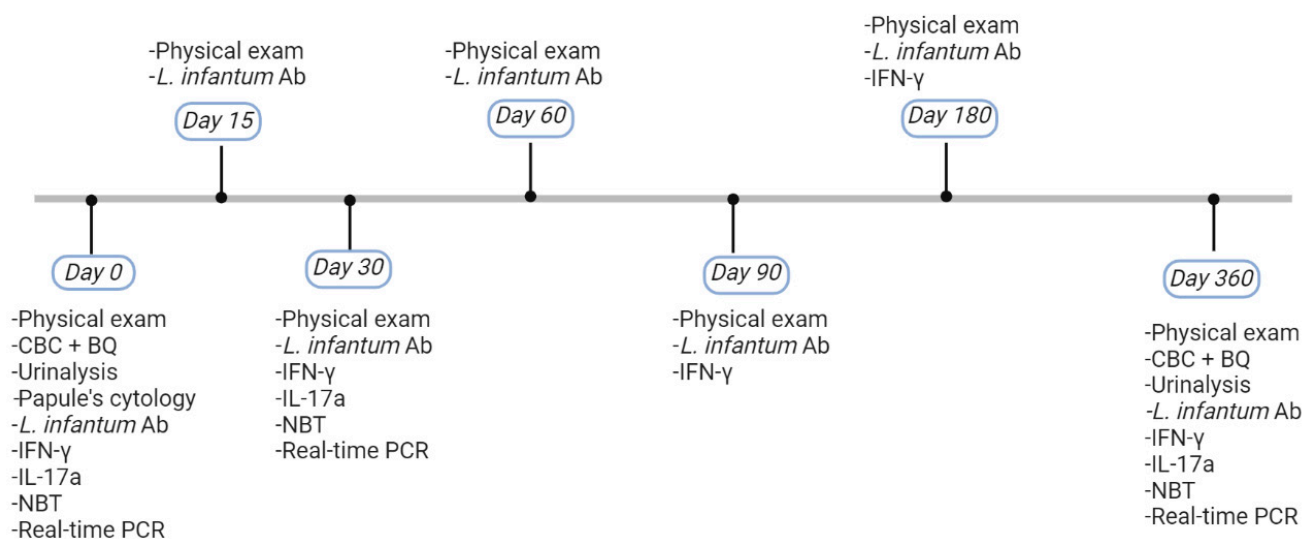 -Physical exam
-L. infantum Ab
Day 15
-Physical exam
-L. infantum Ab
Day 60
-Physical exam
-L. infantum Ab
-IFN-γ
Day 180
Day 0
-Physical exam
-CBC + BQ
-Urinalysis
-Papule's cytology
-L. infantum Ab
-IFN-γ
-IL-17a
-NBT
-Real-time PCR
Day 30
-Physical exam
-L. infantum Ab
-IFN-γ
-IL-17a
-NBT
-Real-time PCR
Day 90
-Physical exam
-L. infantum Ab
-IFN-γ
Day 360
-Physical exam
-CBC + BQ
-Urinalysis
-L. infantum Ab
-IFN-γ
-IL-17a
-NBT
-Real-time PCR